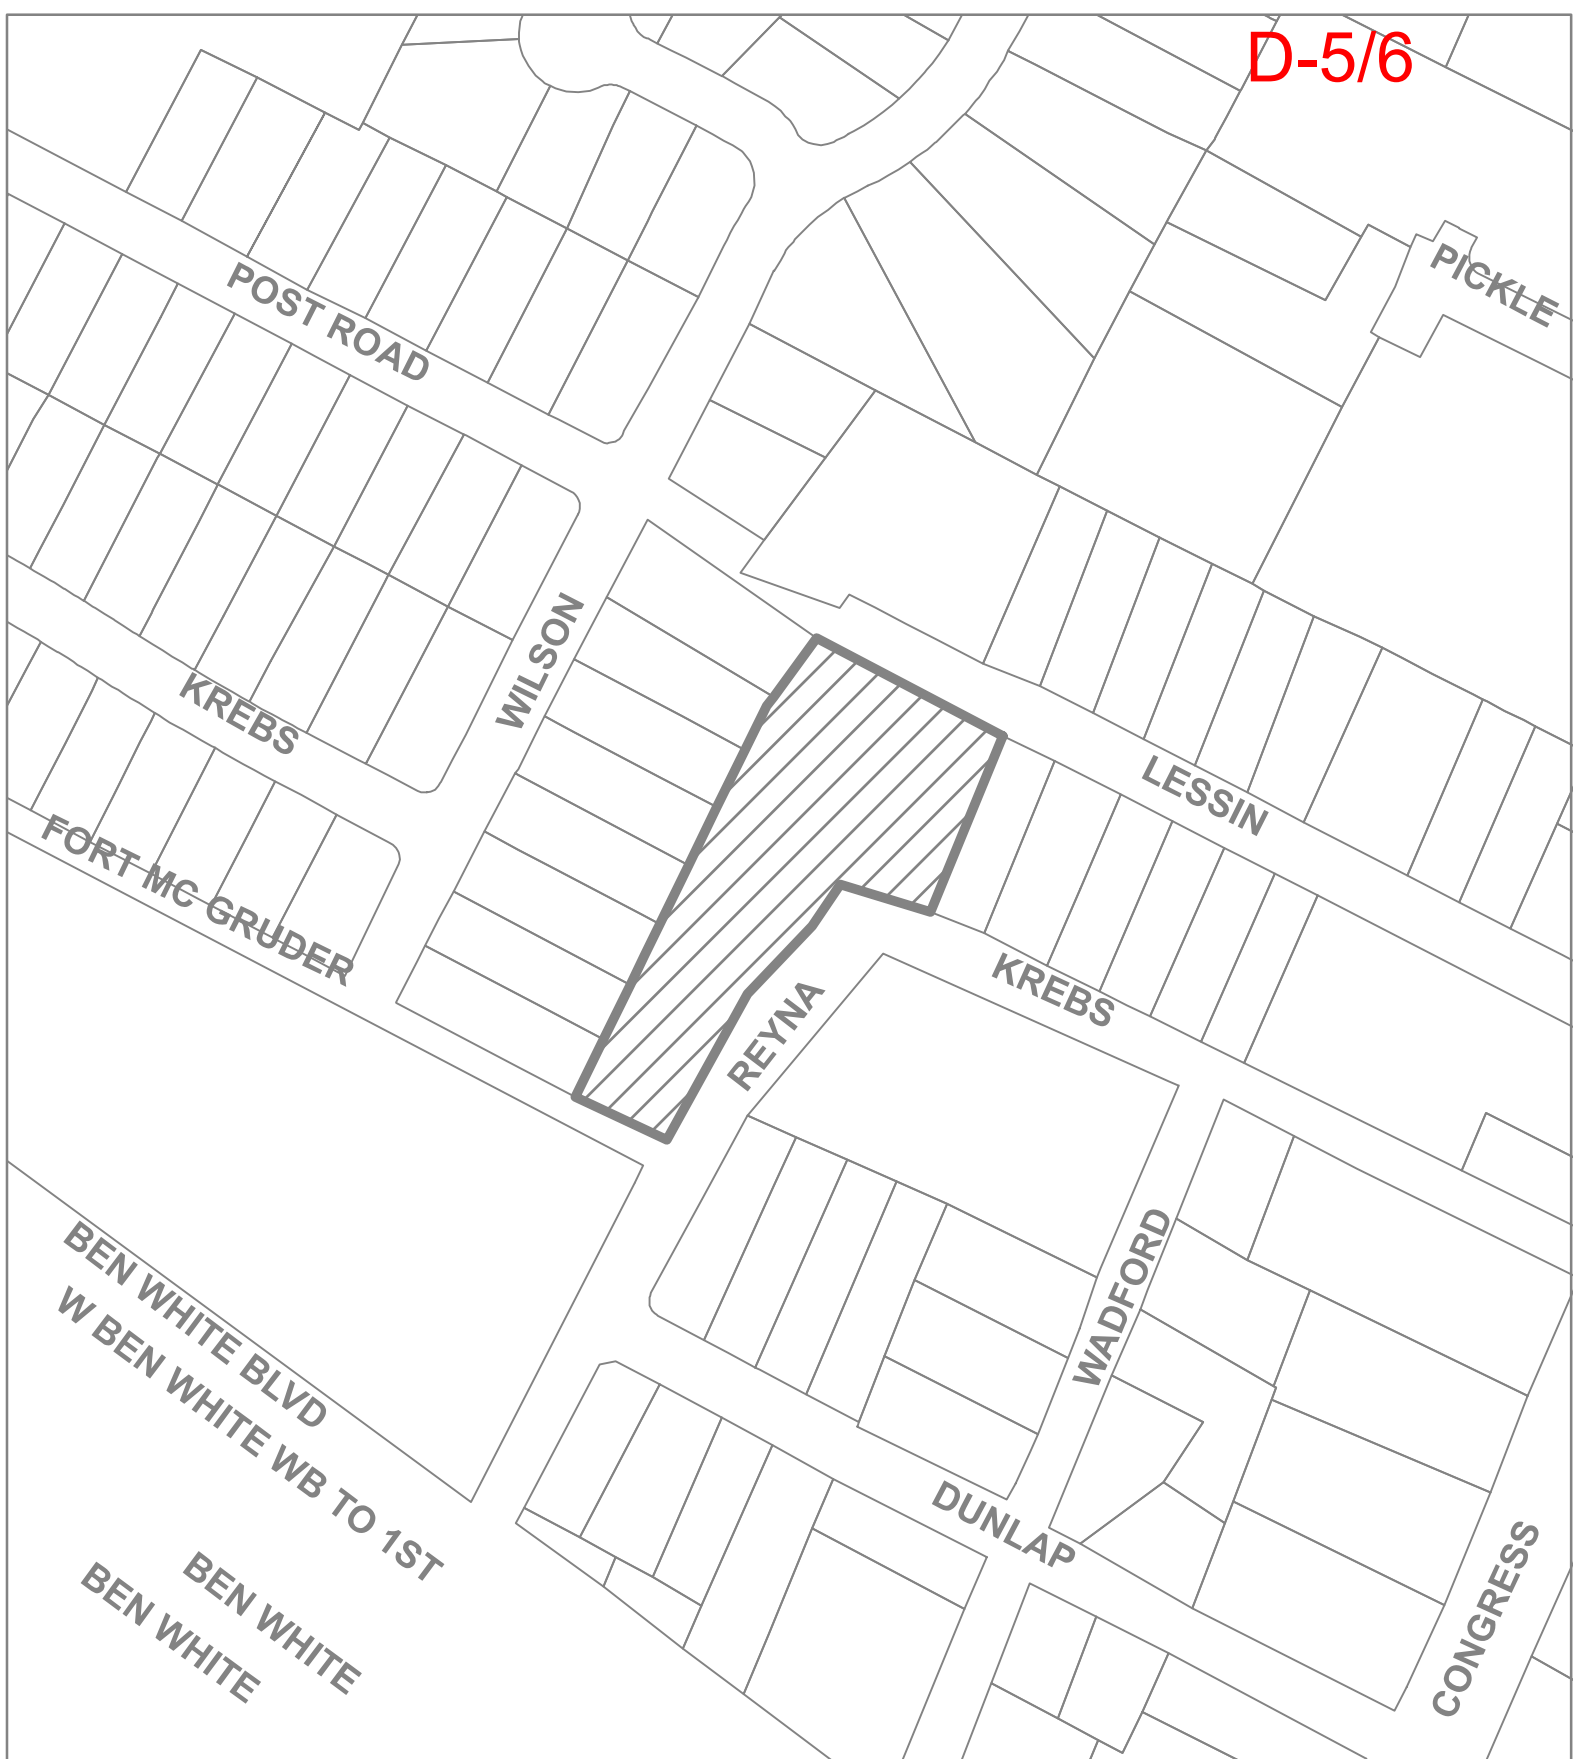 D-5/6
PICKLE
POST ROAD
WILSON
KREBS
LESSIN
FORT MC GRUDER
KREBS
REYNA
WADFORD
BEN WHITE BLVD
W BEN WHITE WB TO 1ST
DUNLAP
CONGRESS
BEN WHITE
BEN WHITE